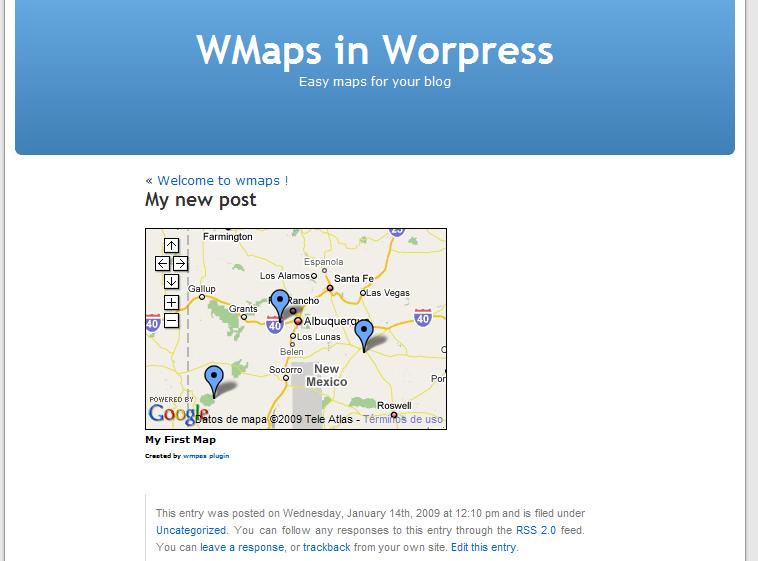 WMaps in Worpress
Easy maps for your blog
« Welcome to wmaps !
My new post
25
Farmington
Espanola
Los Alamos
Santa Fe
Gallup
Las Vegas
Rancho
Grants
40
40
Albuquerque
40
Los Lunas
Belen
Socorro
New
Mexico
Roswell
POWERED BY
Google
Datos de mapa ©2009 Tele Atlas - Términos de uso
My First Map
Created by wmpas plugin
This entry was posted on Wednesday, January 14th, 2009 at 12:10 pm and is filed under
Uncategorized. You can follow any responses to this entry through the RSS 2.0 feed.
You can leave a response, or trackback from your own site. Edit this entry.